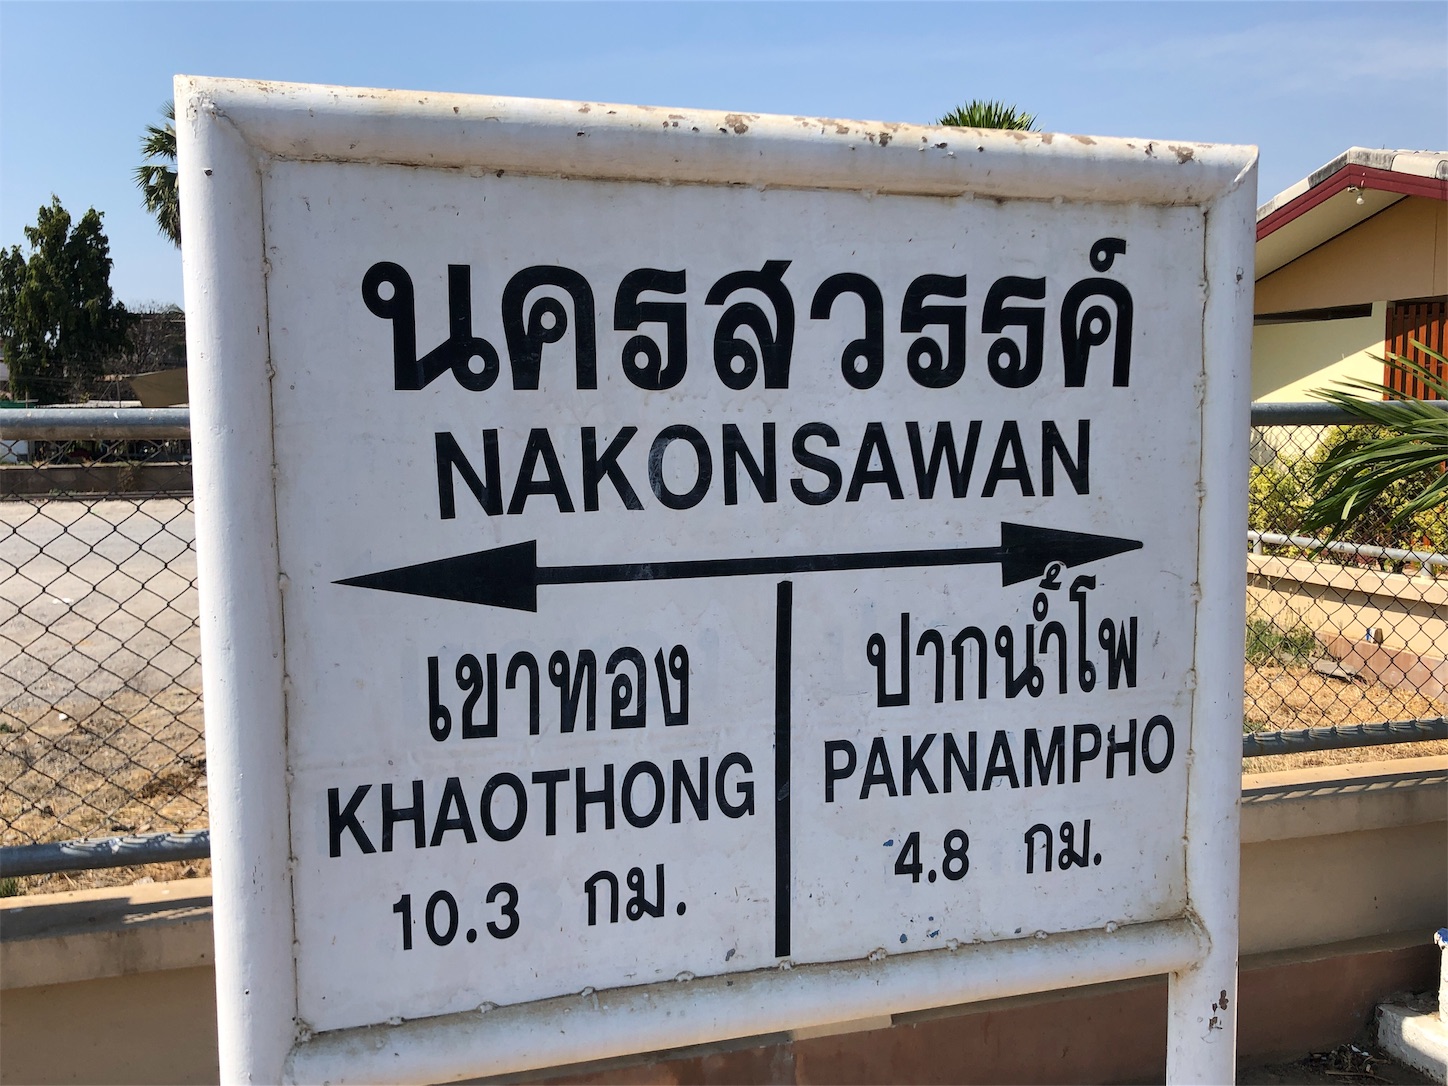 นครสวรรค์
NAKONSAWAN
เขาทอง
KHAOTHONG
10.3 กม.
ปากน้ำโพ
PAKNAMPHO
4.8 กม.